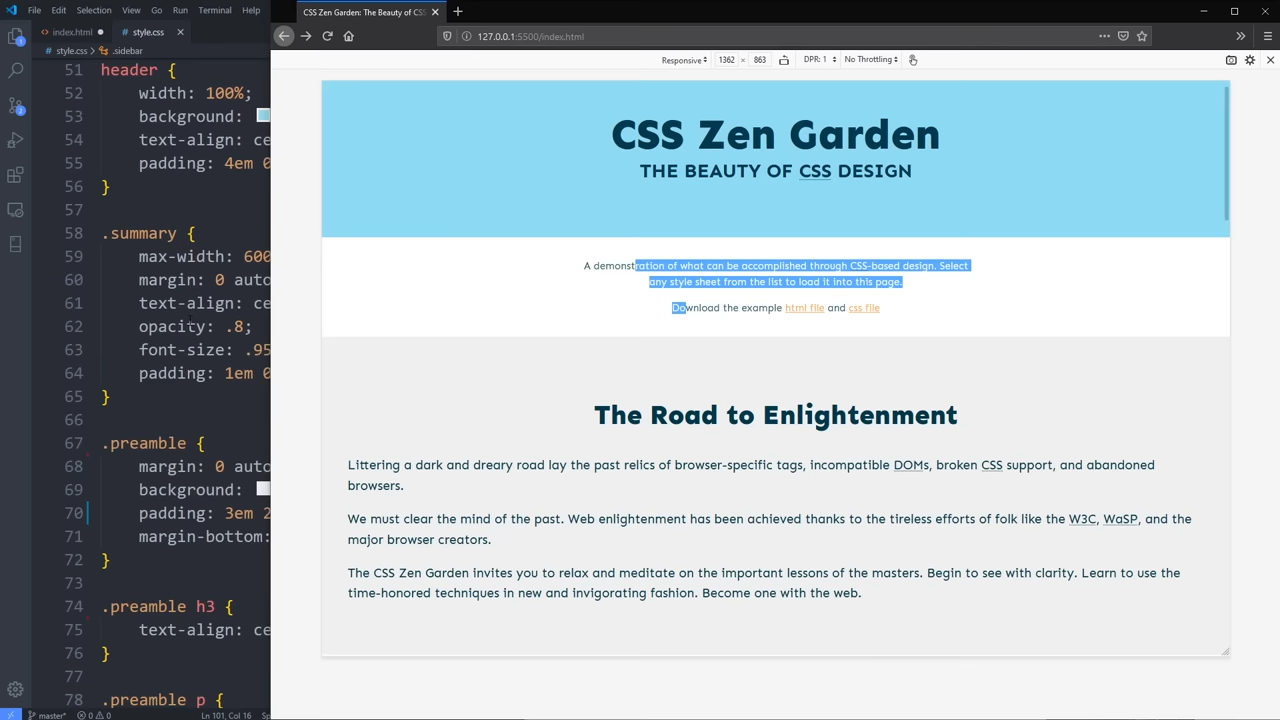 File Edit Selection View Go Run Terminal Help
index.html style.css
style.css > .sidebar
51 header {
52 width: 100%;
53 background:
54 text-align: ce
55 padding: 4em 0
56 }
57
58 .summary {
59 max-width: 600
60 margin: 0 auto
61 text-align: ce
62 opacity: .8;
63 font-size: .95
64 padding: 1em 0
65 }
66
67 .preamble {
68 margin: 0 auto
69 background:
70 padding: 3em 2
71 margin-bottom:
72 }
73
74 .preamble h3 {
75 text-align: ce
76 }
77
78 .preamble p {
master* 0 0 Ln 101, Col 16 Sp
CSS Zen Garden: The Beauty of CSS
127.0.0.1:5500/index.html
Responsive 1362 × 863 DPR: 1 No Throttling
CSS Zen Garden
THE BEAUTY OF CSS DESIGN
A demonstration of what can be accomplished through CSS-based design. Select
any style sheet from the list to load it into this page.
Download the example html file and css file
The Road to Enlightenment
Littering a dark and dreary road lay the past relics of browser-specific tags, incompatible DOMs, broken CSS support, and abandoned
browsers.
We must clear the mind of the past. Web enlightenment has been achieved thanks to the tireless efforts of folk like the W3C, WaSP, and the
major browser creators.
The CSS Zen Garden invites you to relax and meditate on the important lessons of the masters. Begin to see with clarity. Learn to use the
time-honored techniques in new and invigorating fashion. Become one with the web.